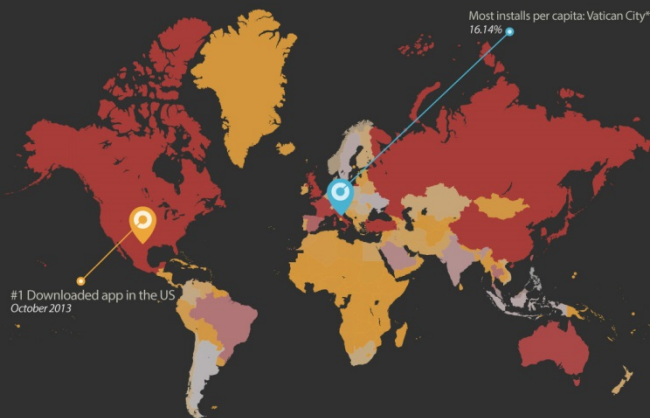 Most installs per capita: Vatican City*
16.14%
#1 Downloaded app in the US
October 2013